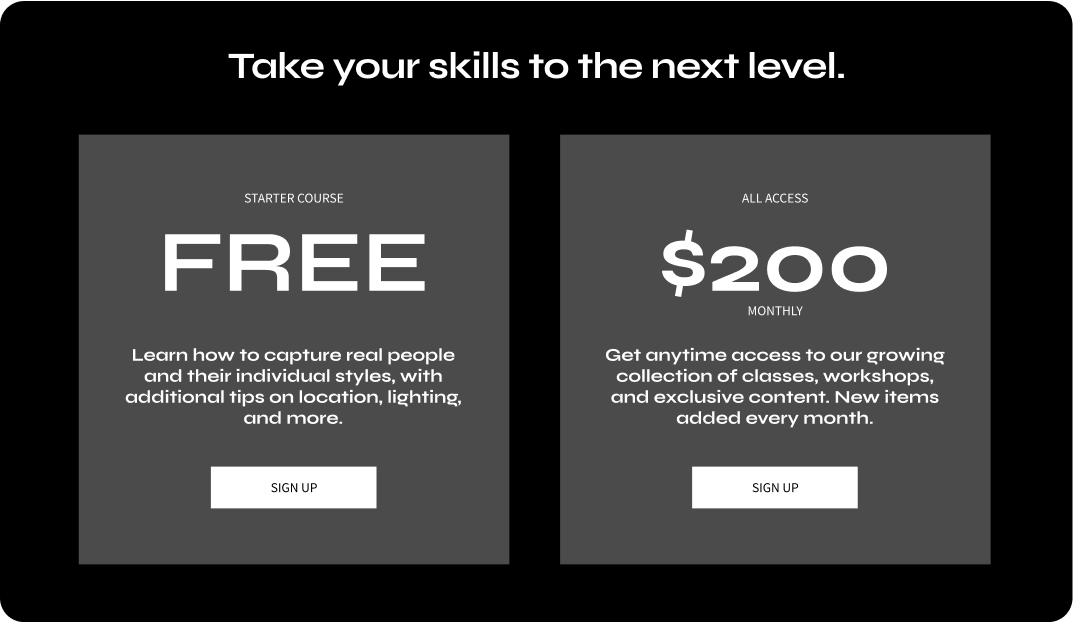 Take your skills to the next level.
STARTER COURSE
FREE
Learn how to capture real people
and their individual styles, with
additional tips on location, lighting,
and more.
SIGN UP
ALL ACCESS
$200
MONTHLY
Get anytime access to our growing
collection of classes, workshops,
and exclusive content. New items
added every month.
SIGN UP